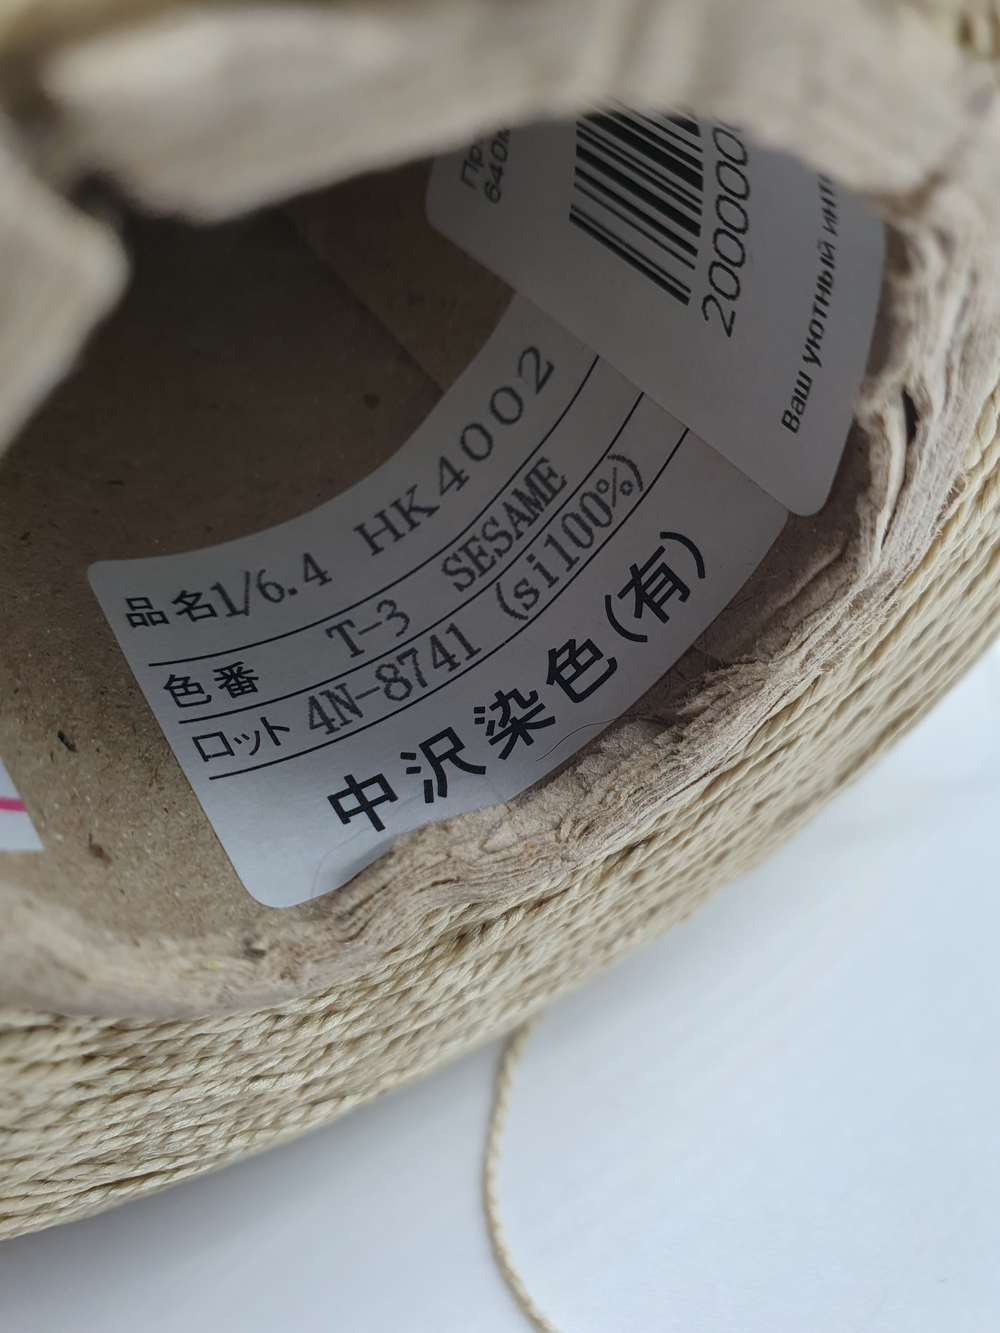 品名1/6.4 HK4002
色番 T-3 SESAME
ロット 4N-8741 (si100%)
中沢染色(有)
200000
Ваш уютный